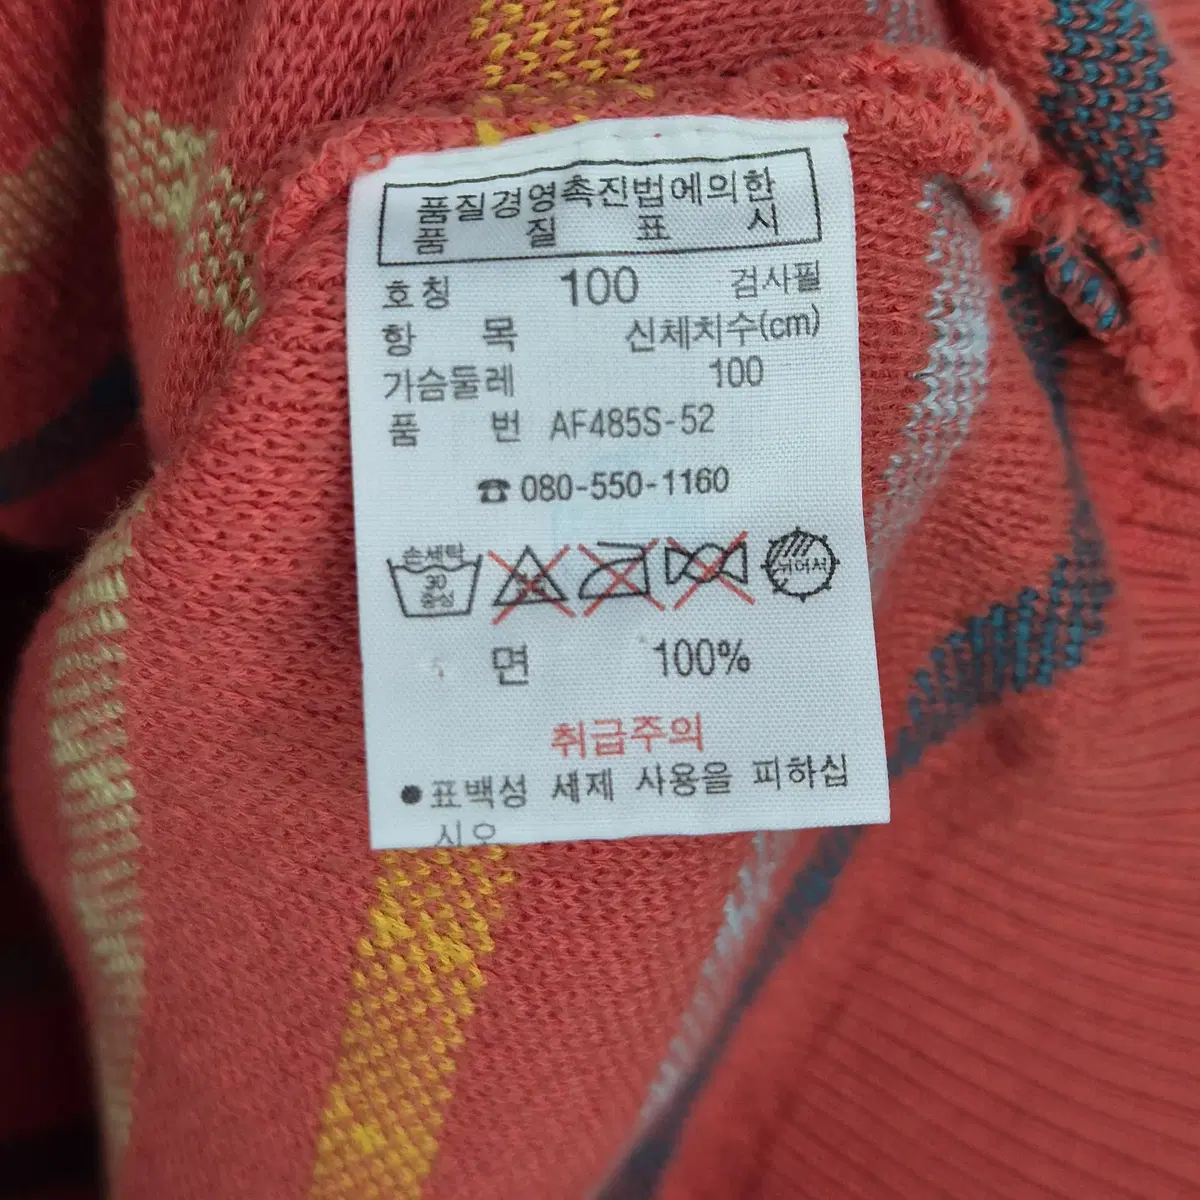 품질경영촉진법에의한
품 질 표 시
호칭 100 검사필
항 목 신체치수(cm)
가슴둘레 100
품 번 AF485S-52
☎ 080-550-1160
손세탁
30
중성
뉘어서
면 100%
취급주의
● 표백성 세제 사용을 피하십
시오